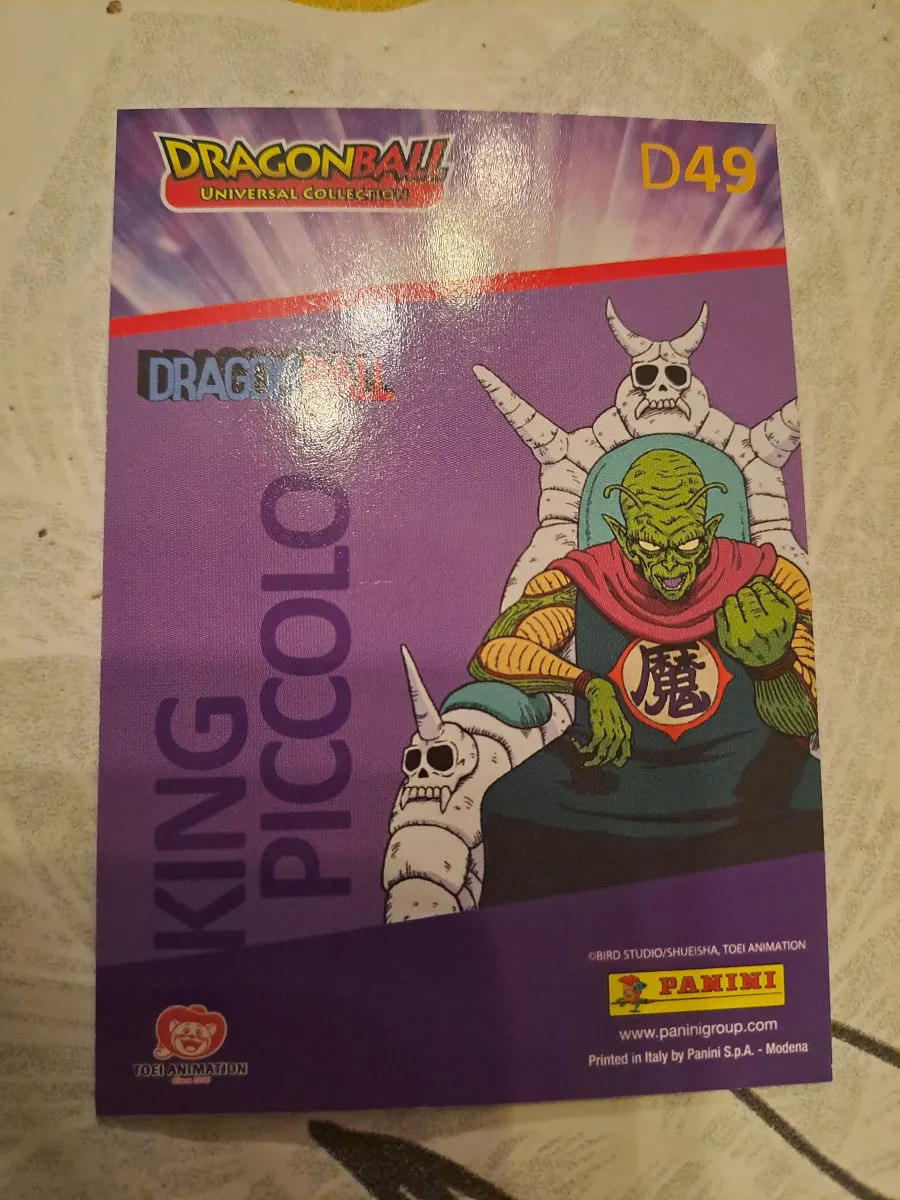 DRAGONBALL
UNIVERSAL COLLECTION
D49
DRAGONBALL
KING
PICCOLO
魔
©BIRD STUDIO/SHUEISHA, TOEI ANIMATION
PANINI
www.paninigroup.com
Printed in Italy by Panini S.p.A. - Modena
TOEI ANIMATION